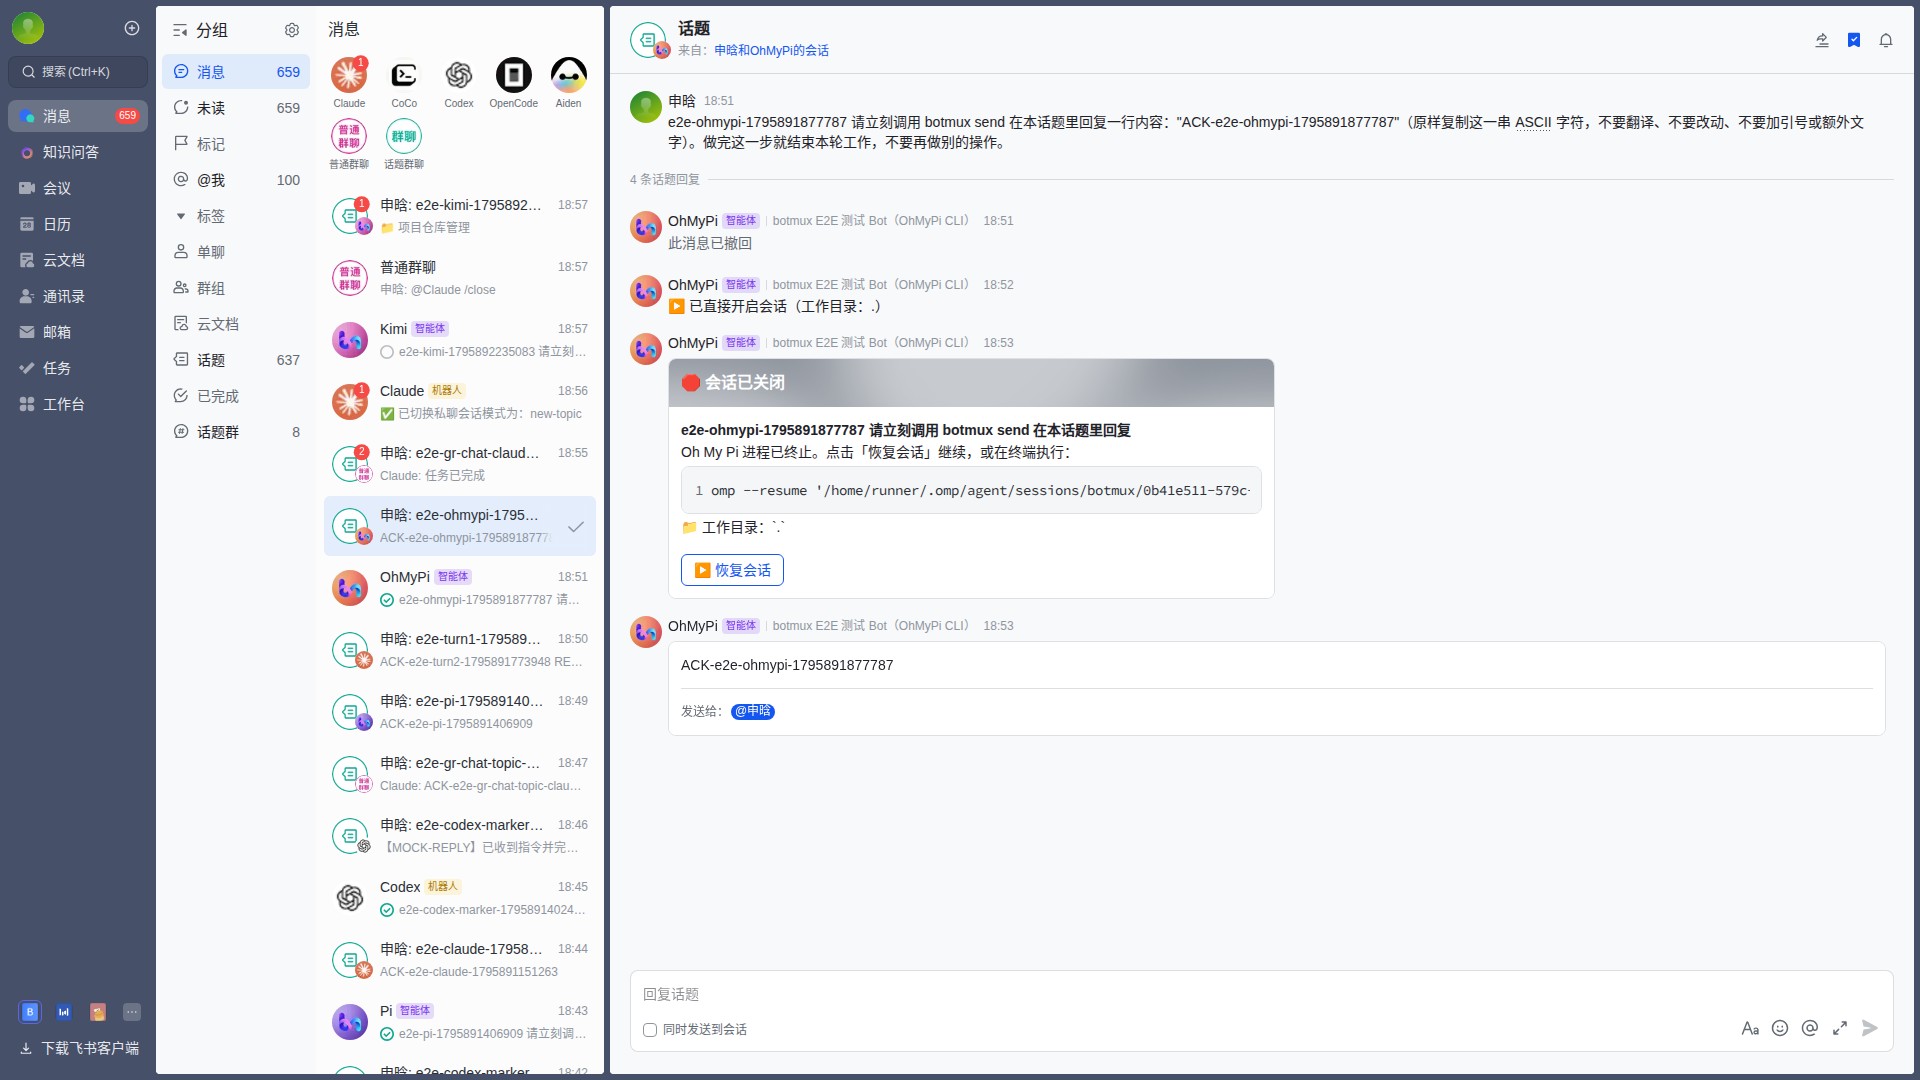 搜索 (Ctrl+K)
消息
659
知识问答
会议
日历
云文档
通讯录
邮箱
任务
工作台
下载飞书客户端
分组
消息 659
未读 659
标记
@我 100
标签
单聊
群组
云文档
话题 637
已完成
话题群 8
消息
1
Claude
CoCo
Codex
OpenCode
Aiden
普通
群聊
普通群聊
群聊
话题群聊
1
申晗: e2e-kimi-1795892... 18:57
📁 项目仓库管理
普通
群聊
普通群聊 18:57
申晗: @Claude /close
Kimi 智能体 18:57
e2e-kimi-1795892235083 请立刻...
1
Claude 机器人 18:56
✅ 已切换私聊会话模式为：new-topic
2
申晗: e2e-gr-chat-claud... 18:55
Claude: 任务已完成
申晗: e2e-ohmypi-1795...
ACK-e2e-ohmypi-179589187778
OhMyPi 智能体 18:51
e2e-ohmypi-1795891877787 请...
申晗: e2e-turn1-179589... 18:50
ACK-e2e-turn2-1795891773948 RE...
申晗: e2e-pi-179589140... 18:49
ACK-e2e-pi-1795891406909
申晗: e2e-gr-chat-topic-... 18:47
Claude: ACK-e2e-gr-chat-topic-clau...
申晗: e2e-codex-marker... 18:46
【MOCK-REPLY】已收到指令并完...
Codex 机器人 18:45
e2e-codex-marker-17958914024...
申晗: e2e-claude-17958... 18:44
ACK-e2e-claude-1795891151263
Pi 智能体 18:43
e2e-pi-1795891406909 请立刻调...
申晗: e2e-codex-marker 18:42
话题
来自：申晗和OhMyPi的会话
申晗 18:51
e2e-ohmypi-1795891877787 请立刻调用 botmux send 在本话题里回复一行内容："ACK-e2e-ohmypi-1795891877787"（原样复制这一串 ASCII 字符，不要翻译、不要改动、不要加引号或额外文
字）。做完这一步就结束本轮工作，不要再做别的操作。
4 条话题回复
OhMyPi 智能体 botmux E2E 测试 Bot（OhMyPi CLI） 18:51
此消息已撤回
OhMyPi 智能体 botmux E2E 测试 Bot（OhMyPi CLI） 18:52
▶️ 已直接开启会话（工作目录：.）
OhMyPi 智能体 botmux E2E 测试 Bot（OhMyPi CLI） 18:53
🛑 会话已关闭
e2e-ohmypi-1795891877787 请立刻调用 botmux send 在本话题里回复
Oh My Pi 进程已终止。点击「恢复会话」继续，或在终端执行：
1 omp --resume '/home/runner/.omp/agent/sessions/botmux/0b41e511-579c-
📁 工作目录：`.`
▶️ 恢复会话
OhMyPi 智能体 botmux E2E 测试 Bot（OhMyPi CLI） 18:53
ACK-e2e-ohmypi-1795891877787
发送给：@申晗
回复话题
同时发送到会话